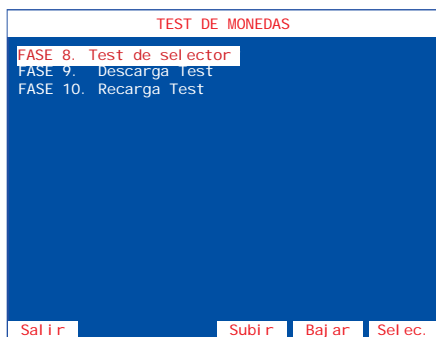 TEST DE MONEDAS
FASE 8. Test de selector
FASE 9. Descarga Test
FASE 10. Recarga Test
Salir Subir Bajar Selec.